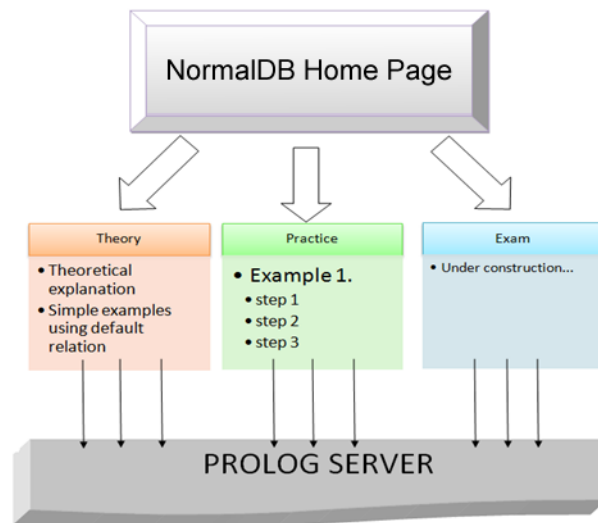 NormalDB Home Page
Theory
• Theoretical
explanation
• Simple examples
using default
relation
Practice
• Example 1.
• step 1
• step 2
• step 3
Exam
• Under construction...
PROLOG SERVER